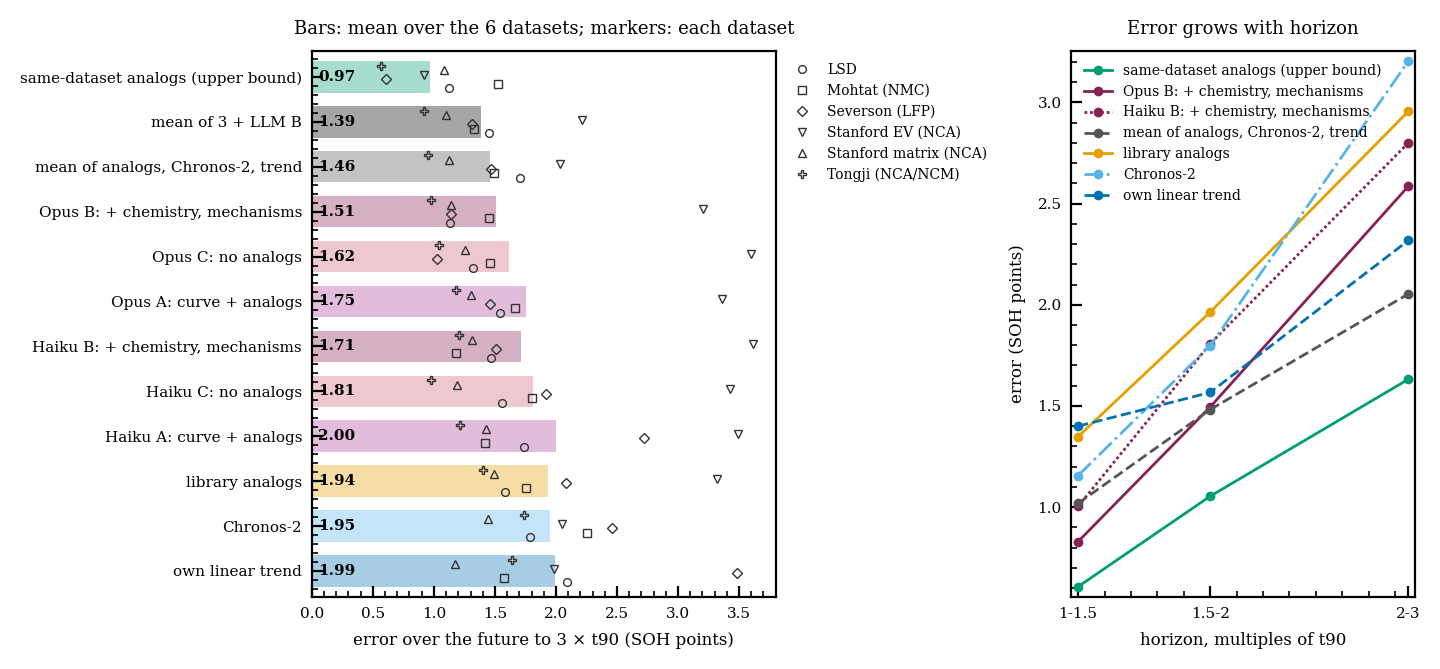 Bars: mean over the 6 datasets; markers: each dataset
same-dataset analogs (upper bound)
0.97
mean of 3 + LLM B
1.39
mean of analogs, Chronos-2, trend
1.46
Opus B: + chemistry, mechanisms
1.51
Opus C: no analogs
1.62
Opus A: curve + analogs
1.75
Haiku B: + chemistry, mechanisms
1.71
Haiku C: no analogs
1.81
Haiku A: curve + analogs
2.00
library analogs
1.94
Chronos-2
1.95
own linear trend
1.99
0.0 0.5 1.0 1.5 2.0 2.5 3.0 3.5
error over the future to 3 × t90 (SOH points)
LSD
Mohtat (NMC)
Severson (LFP)
Stanford EV (NCA)
Stanford matrix (NCA)
Tongji (NCA/NCM)
Error grows with horizon
same-dataset analogs (upper bound)
Opus B: + chemistry, mechanisms
Haiku B: + chemistry, mechanisms
mean of analogs, Chronos-2, trend
library analogs
Chronos-2
own linear trend
error (SOH points)
3.0
2.5
2.0
1.5
1.0
1-1.5 1.5-2 2-3
horizon, multiples of t90